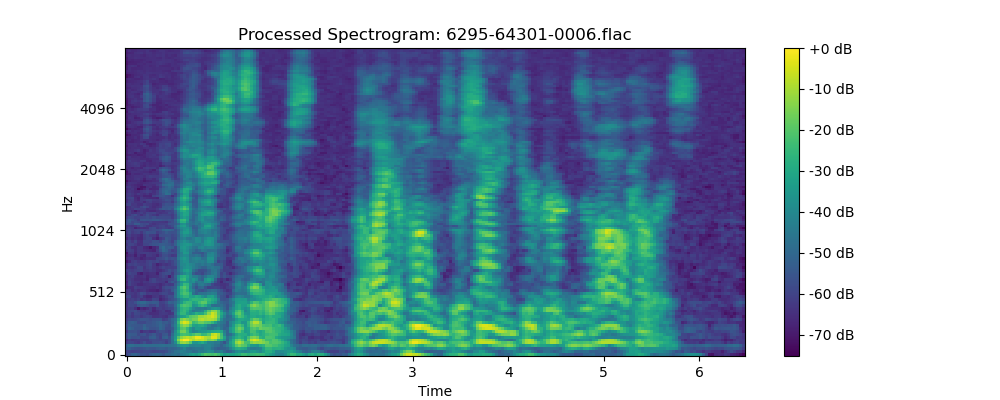 Processed Spectrogram: 6295-64301-0006.flac
Hz
4096
2048
1024
512
0
0 1 2 3 4 5 6
Time
+0 dB
-10 dB
-20 dB
-30 dB
-40 dB
-50 dB
-60 dB
-70 dB